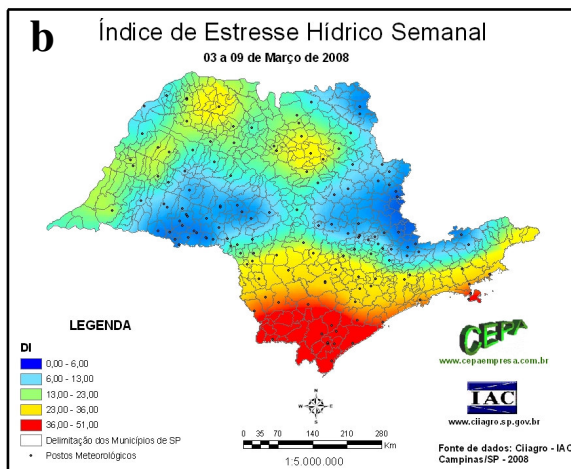 b
Índice de Estresse Hídrico Semanal
03 a 09 de Março de 2008
LEGENDA
DI
0,00 - 6,00
6,00 - 13,00
13,00 - 23,00
23,00 - 36,00
36,00 - 51,00
Delimitação dos Municípios de SP
Postos Meteorológicos
N
W E
S
0 35 70 140 210 280
Km
1:5.000.000
CEPA
www.cepaempresa.com.br
IAC
www.ciiagro.sp.gov.br
Fonte de dados: Ciiagro - IAC
Campinas/SP - 2008